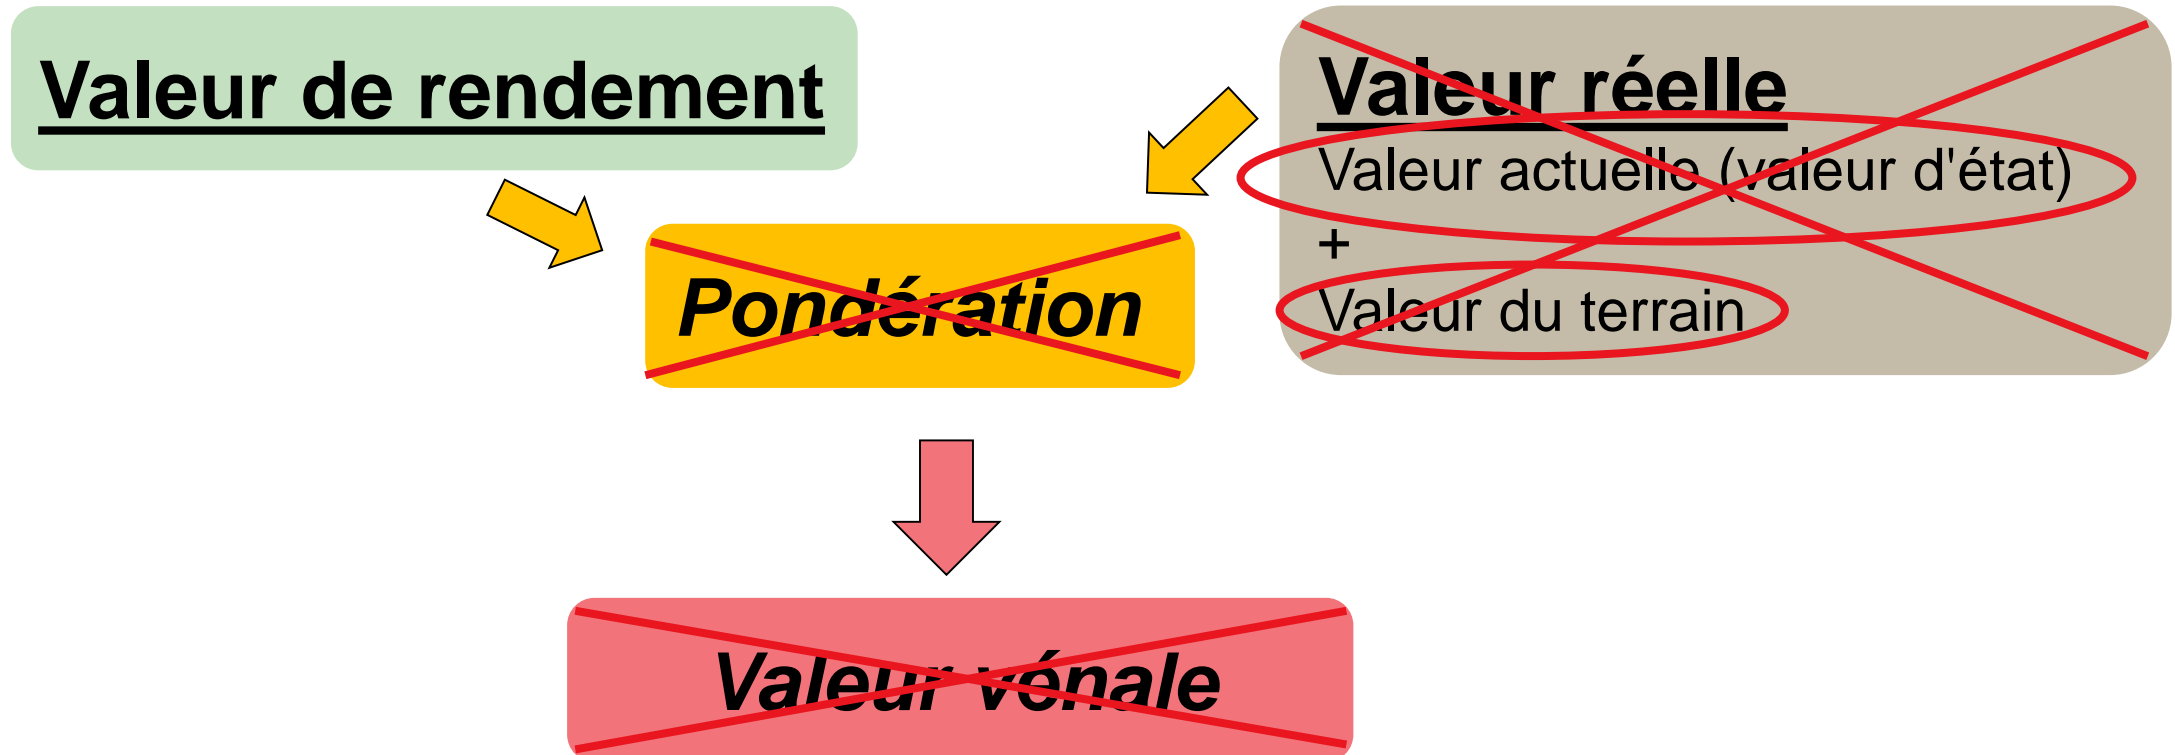 Valeur de rendement
Valeur réelle
Valeur actuelle (valeur d'état)
+
Valeur du terrain
Pondération
Valeur vénale